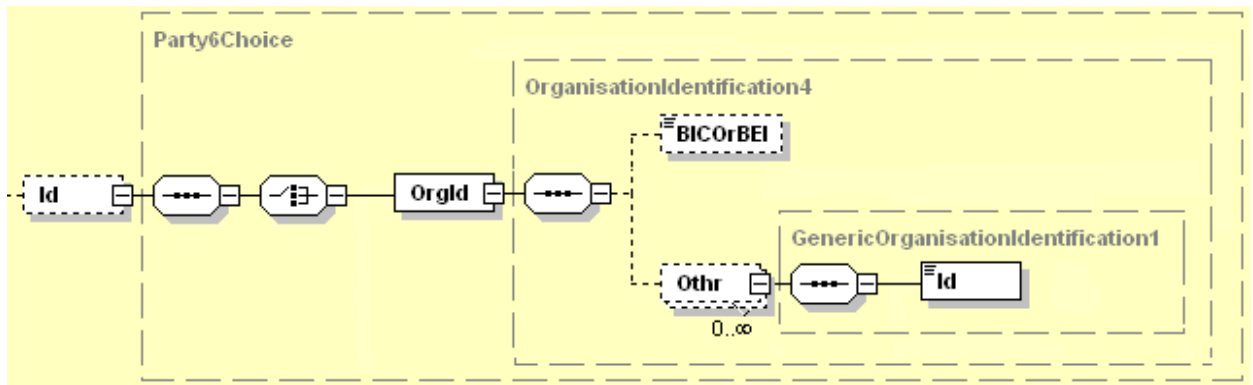 Party6Choice
OrganisationIdentification4
BICOrBEI
Id
OrgId
GenericOrganisationIdentification1
Othr
Id
0..∞